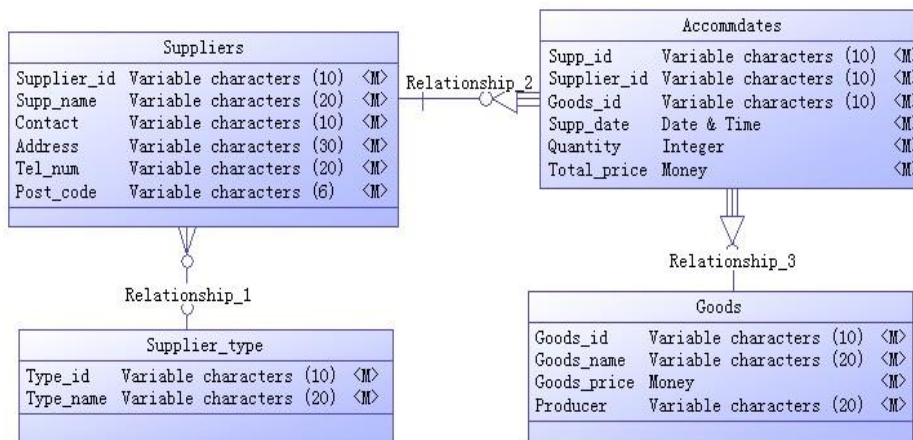 Suppliers
Supplier_id Variable characters (10) <M>
Supp_name Variable characters (20) <M>
Contact Variable characters (10) <M>
Address Variable characters (30) <M>
Tel_num Variable characters (20) <M>
Post_code Variable characters (6) <M>
Relationship_2
Accommdates
Supp_id Variable characters (10) <M
Supplier_id Variable characters (10) <M
Goods_id Variable characters (10) <M
Supp_date Date & Time <M
Quantity Integer <M
Total_price Money <M
Relationship_1
Relationship_3
Supplier_type
Type_id Variable characters (10) <M>
Type_name Variable characters (20) <M>
Goods
Goods_id Variable characters (10) <M>
Goods_name Variable characters (20) <M>
Goods_price Money <M>
Producer Variable characters (20) <M>